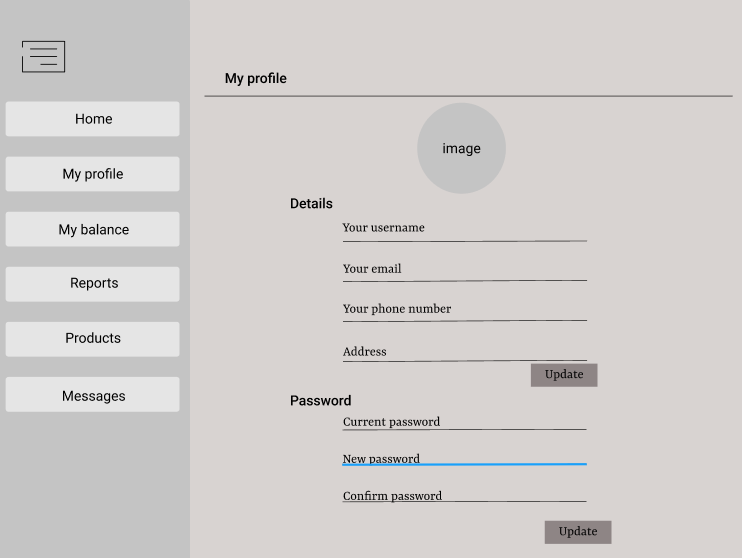 Home
My profile
My balance
Reports
Products
Messages
My profile
image
Details
Your username
Your email
Your phone number
Address
Update
Password
Current password
New password
Confirm password
Update